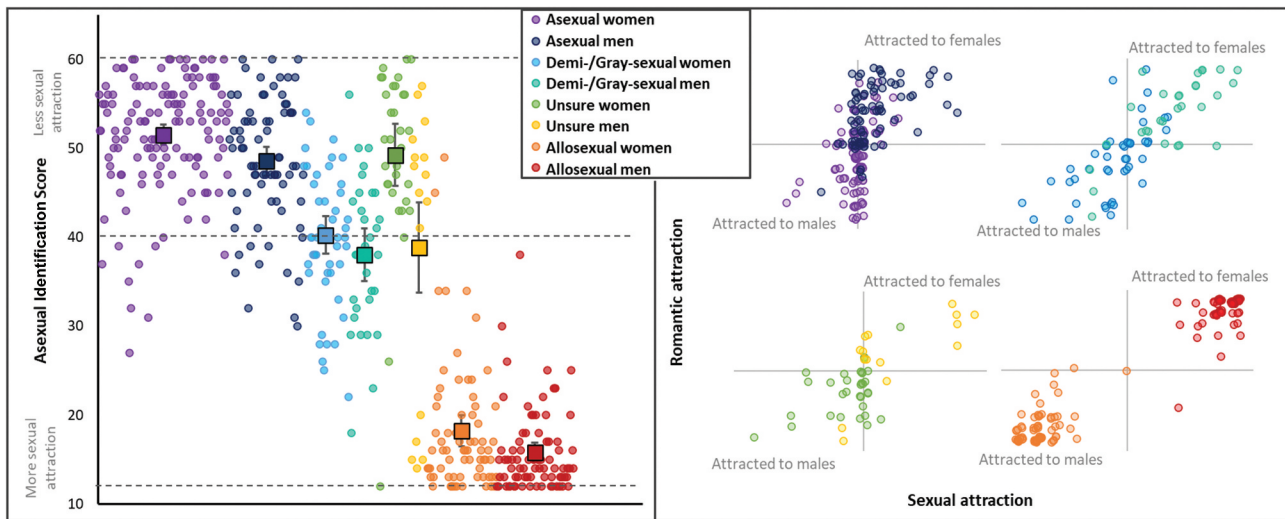 Asexual women
Asexual men
Demi-/Gray-sexual women
Demi-/Gray-sexual men
Unsure women
Unsure men
Allosexual women
Allosexual men
Asexual Identification Score
Less sexual
attraction
More sexual
attraction
60
50
40
30
20
10
Romantic attraction
Attracted to females
Attracted to females
Attracted to males
Attracted to males
Attracted to females
Attracted to females
Attracted to males
Attracted to males
Sexual attraction